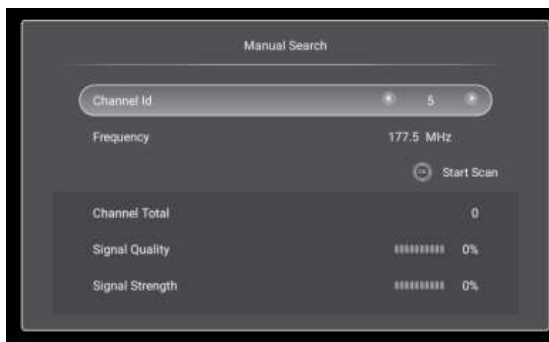 Manual Search
Channel Id 5
Frequency 177.5 MHz
Start Scan
Channel Total 0
Signal Quality 0%
Signal Strength 0%